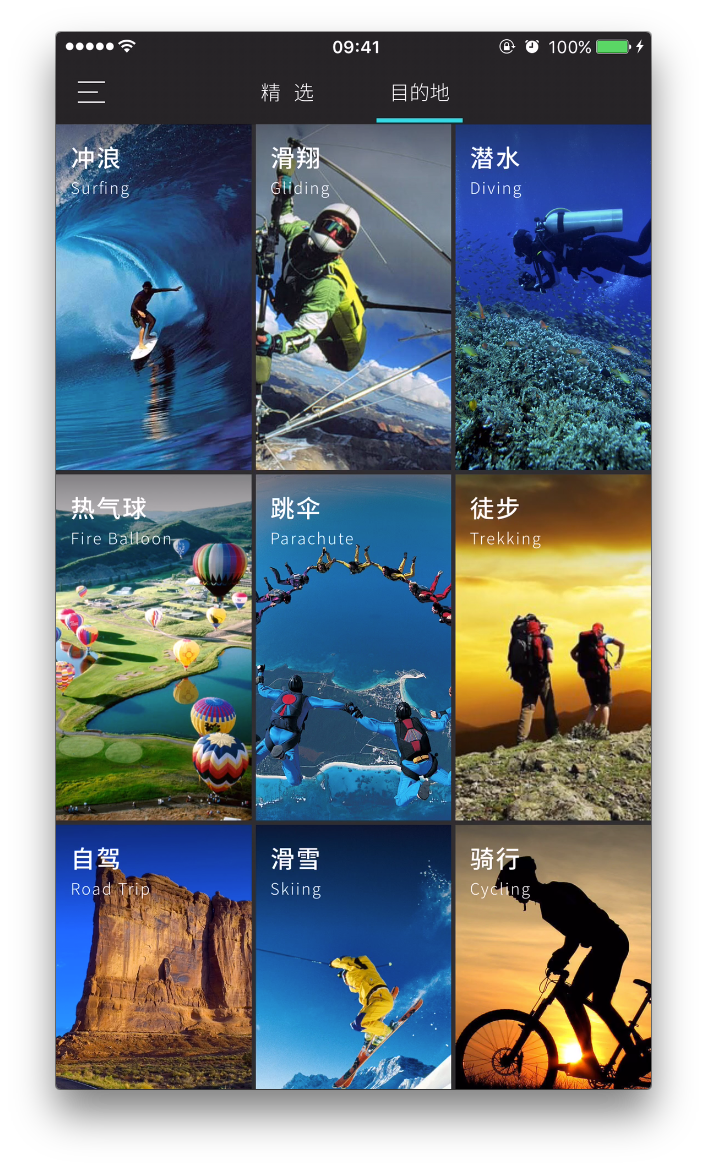 09:41
100%
精 选
目的地
冲浪
Surfing
滑翔
Gliding
潜水
Diving
热气球
Fire Balloon
跳伞
Parachute
徒步
Trekking
自驾
Road Trip
滑雪
Skiing
骑行
Cycling